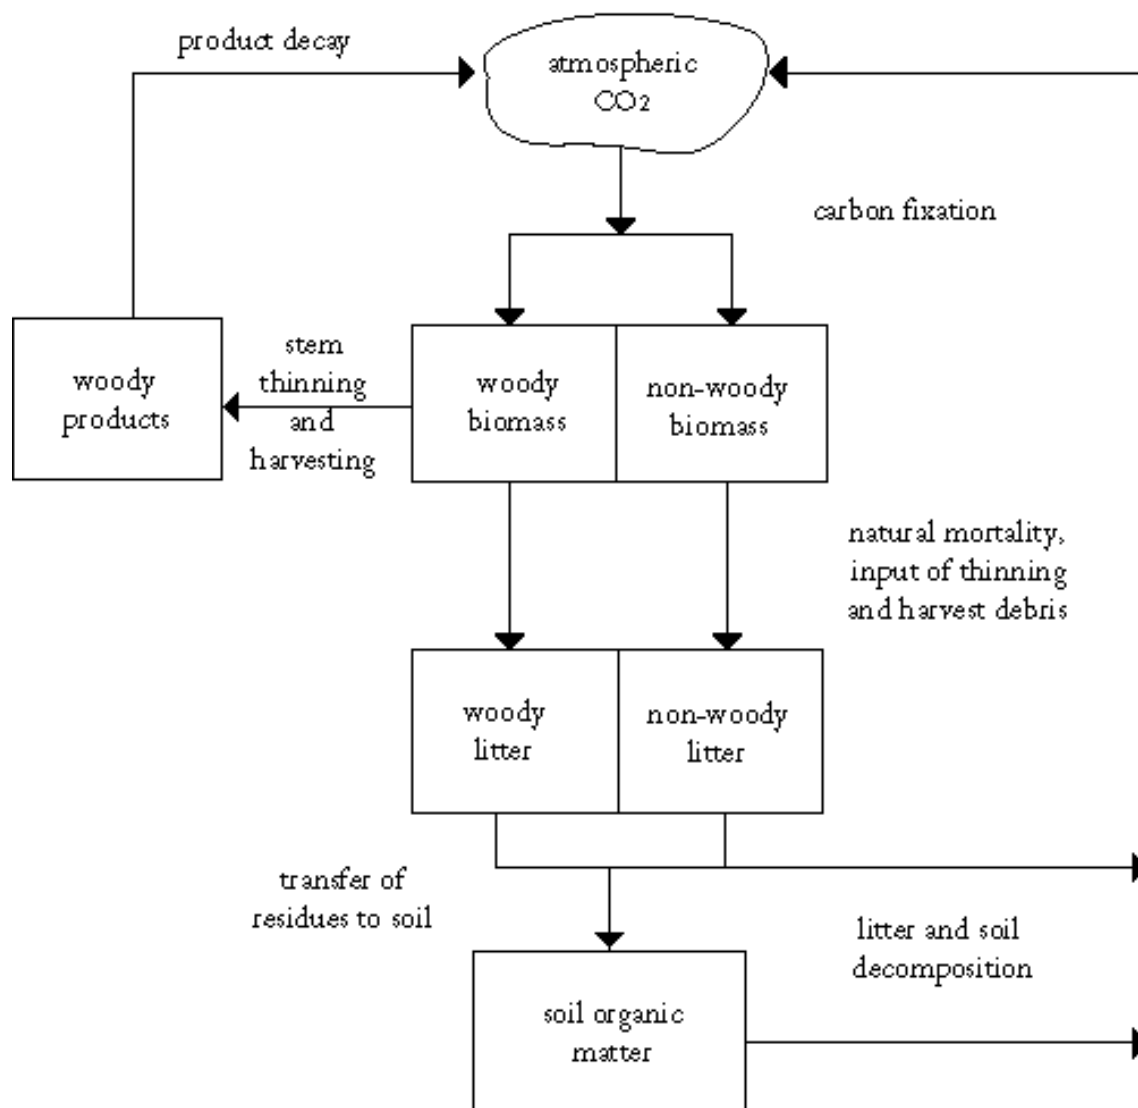 product decay
atmospheric
CO2
carbon fixation
stem
thinning
and
harvesting
woody
products
woody
biomass
non-woody
biomass
natural mortality,
input of thinning
and harvest debris
woody
litter
non-woody
litter
transfer of
residues to soil
litter and soil
decomposition
soil organic
matter